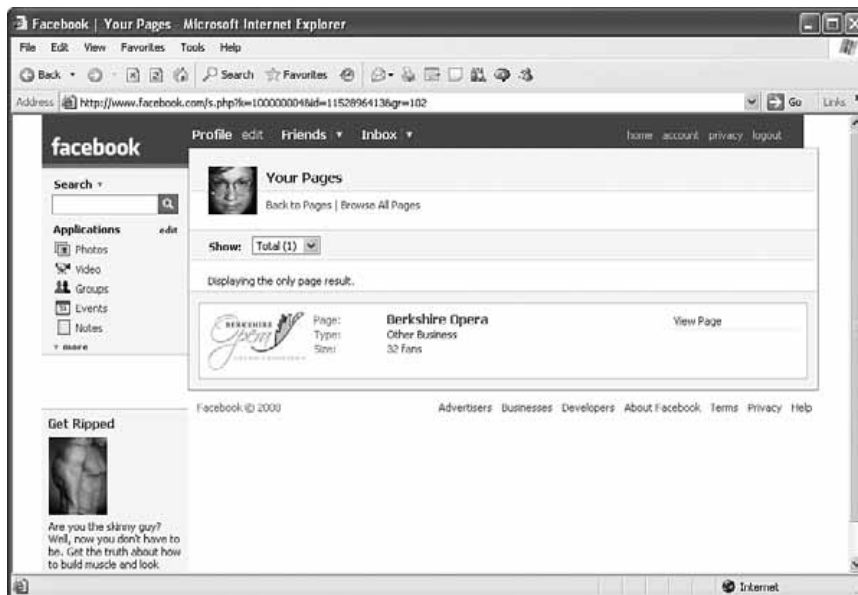 Facebook | Your Pages - Microsoft Internet Explorer
File Edit View Favorites Tools Help
Back Search Favorites
Address http://www.facebook.com/s.php?k=100000004&id=1152896413&gr=102 Go Links
facebook
Profile edit Friends Inbox home account privacy logout
Search
Your Pages
Back to Pages | Browse All Pages
Applications edit
Photos
Video
Groups
Events
Notes
more
Show: Total (1)
Displaying the only page result.
BERKSHIRE
Opera
Page: Berkshire Opera
Type: Other Business
Size: 32 fans
View Page
Facebook © 2008 Advertisers Businesses Developers About Facebook Terms Privacy Help
Get Ripped
Are you the skinny guy?
Well, now you don't have to
be. Get the truth about how
to build muscle and look
Internet